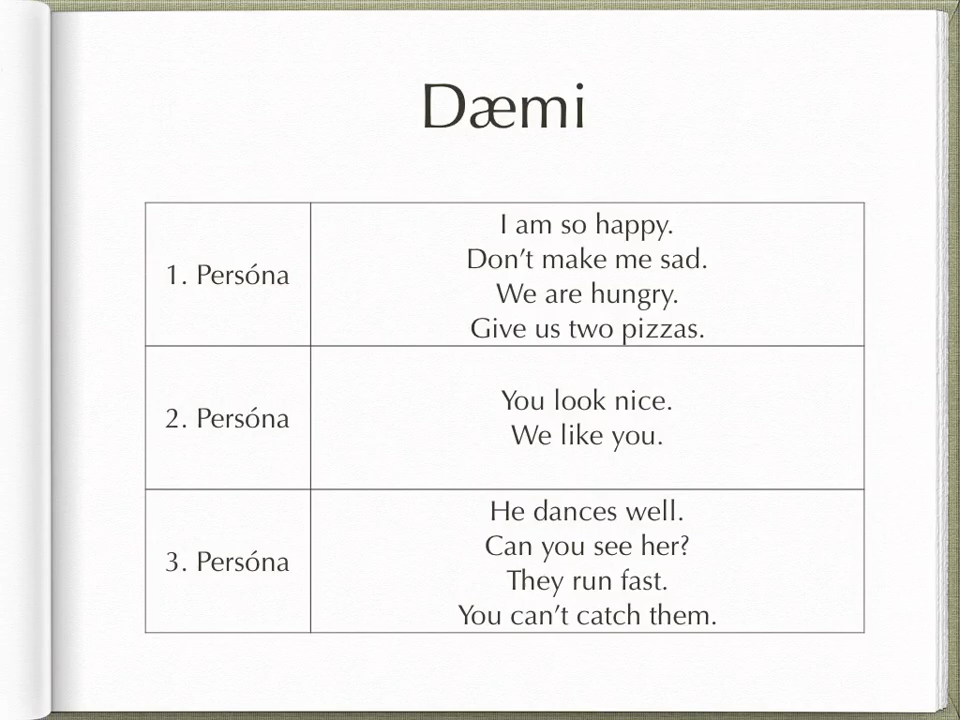 Dæmi
1. Persóna
I am so happy.
Don’t make me sad.
We are hungry.
Give us two pizzas.
2. Persóna
You look nice.
We like you.
3. Persóna
He dances well.
Can you see her?
They run fast.
You can’t catch them.